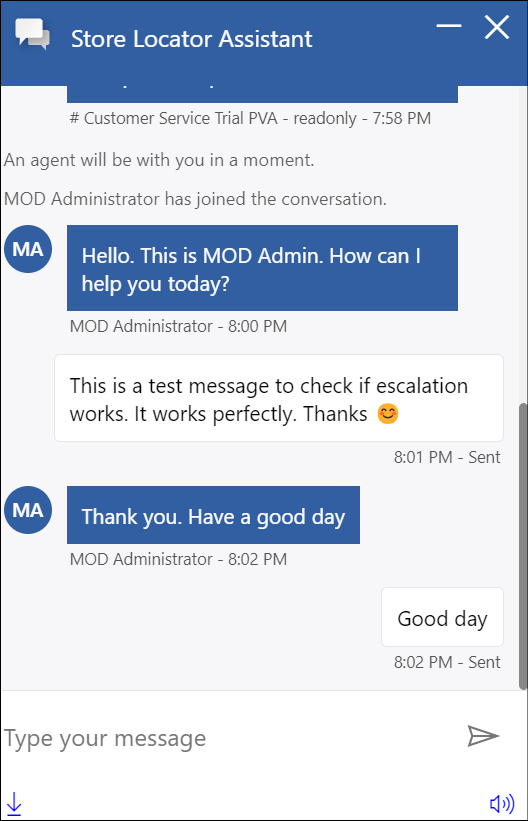 Store Locator Assistant
# Customer Service Trial PVA - readonly - 7:58 PM
An agent will be with you in a moment.
MOD Administrator has joined the conversation.
MA
Hello. This is MOD Admin. How can I
help you today?
MOD Administrator - 8:00 PM
This is a test message to check if escalation
works. It works perfectly. Thanks 😊
8:01 PM - Sent
MA
Thank you. Have a good day
MOD Administrator - 8:02 PM
Good day
8:02 PM - Sent
Type your message